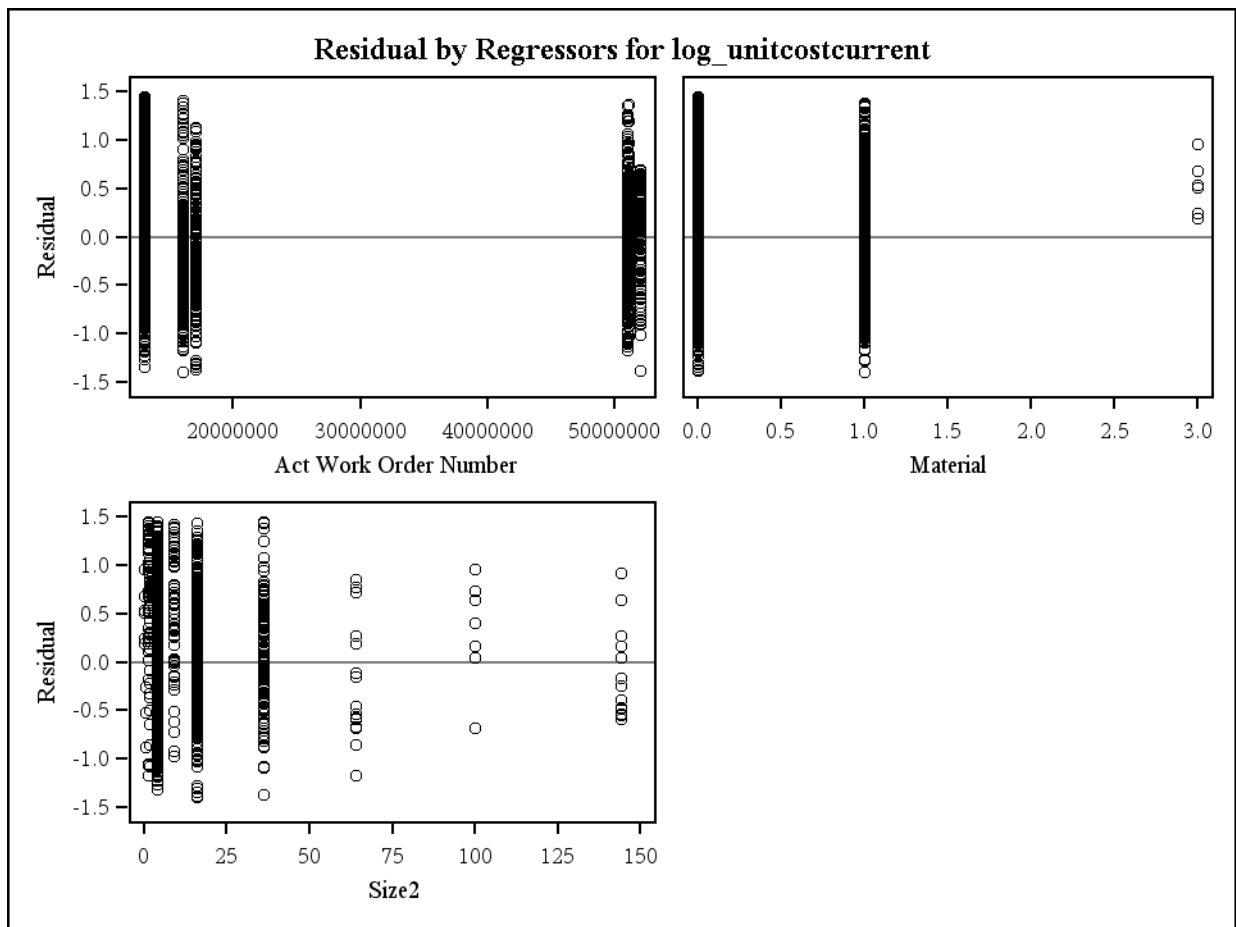 Residual by Regressors for log_unitcostcurrent
Residual
1.5
1.0
0.5
0.0
-0.5
-1.0
-1.5
20000000 30000000 40000000 50000000
Act Work Order Number
0.0 0.5 1.0 1.5 2.0 2.5 3.0
Material
Residual
1.5
1.0
0.5
0.0
-0.5
-1.0
-1.5
0 25 50 75 100 125 150
Size2